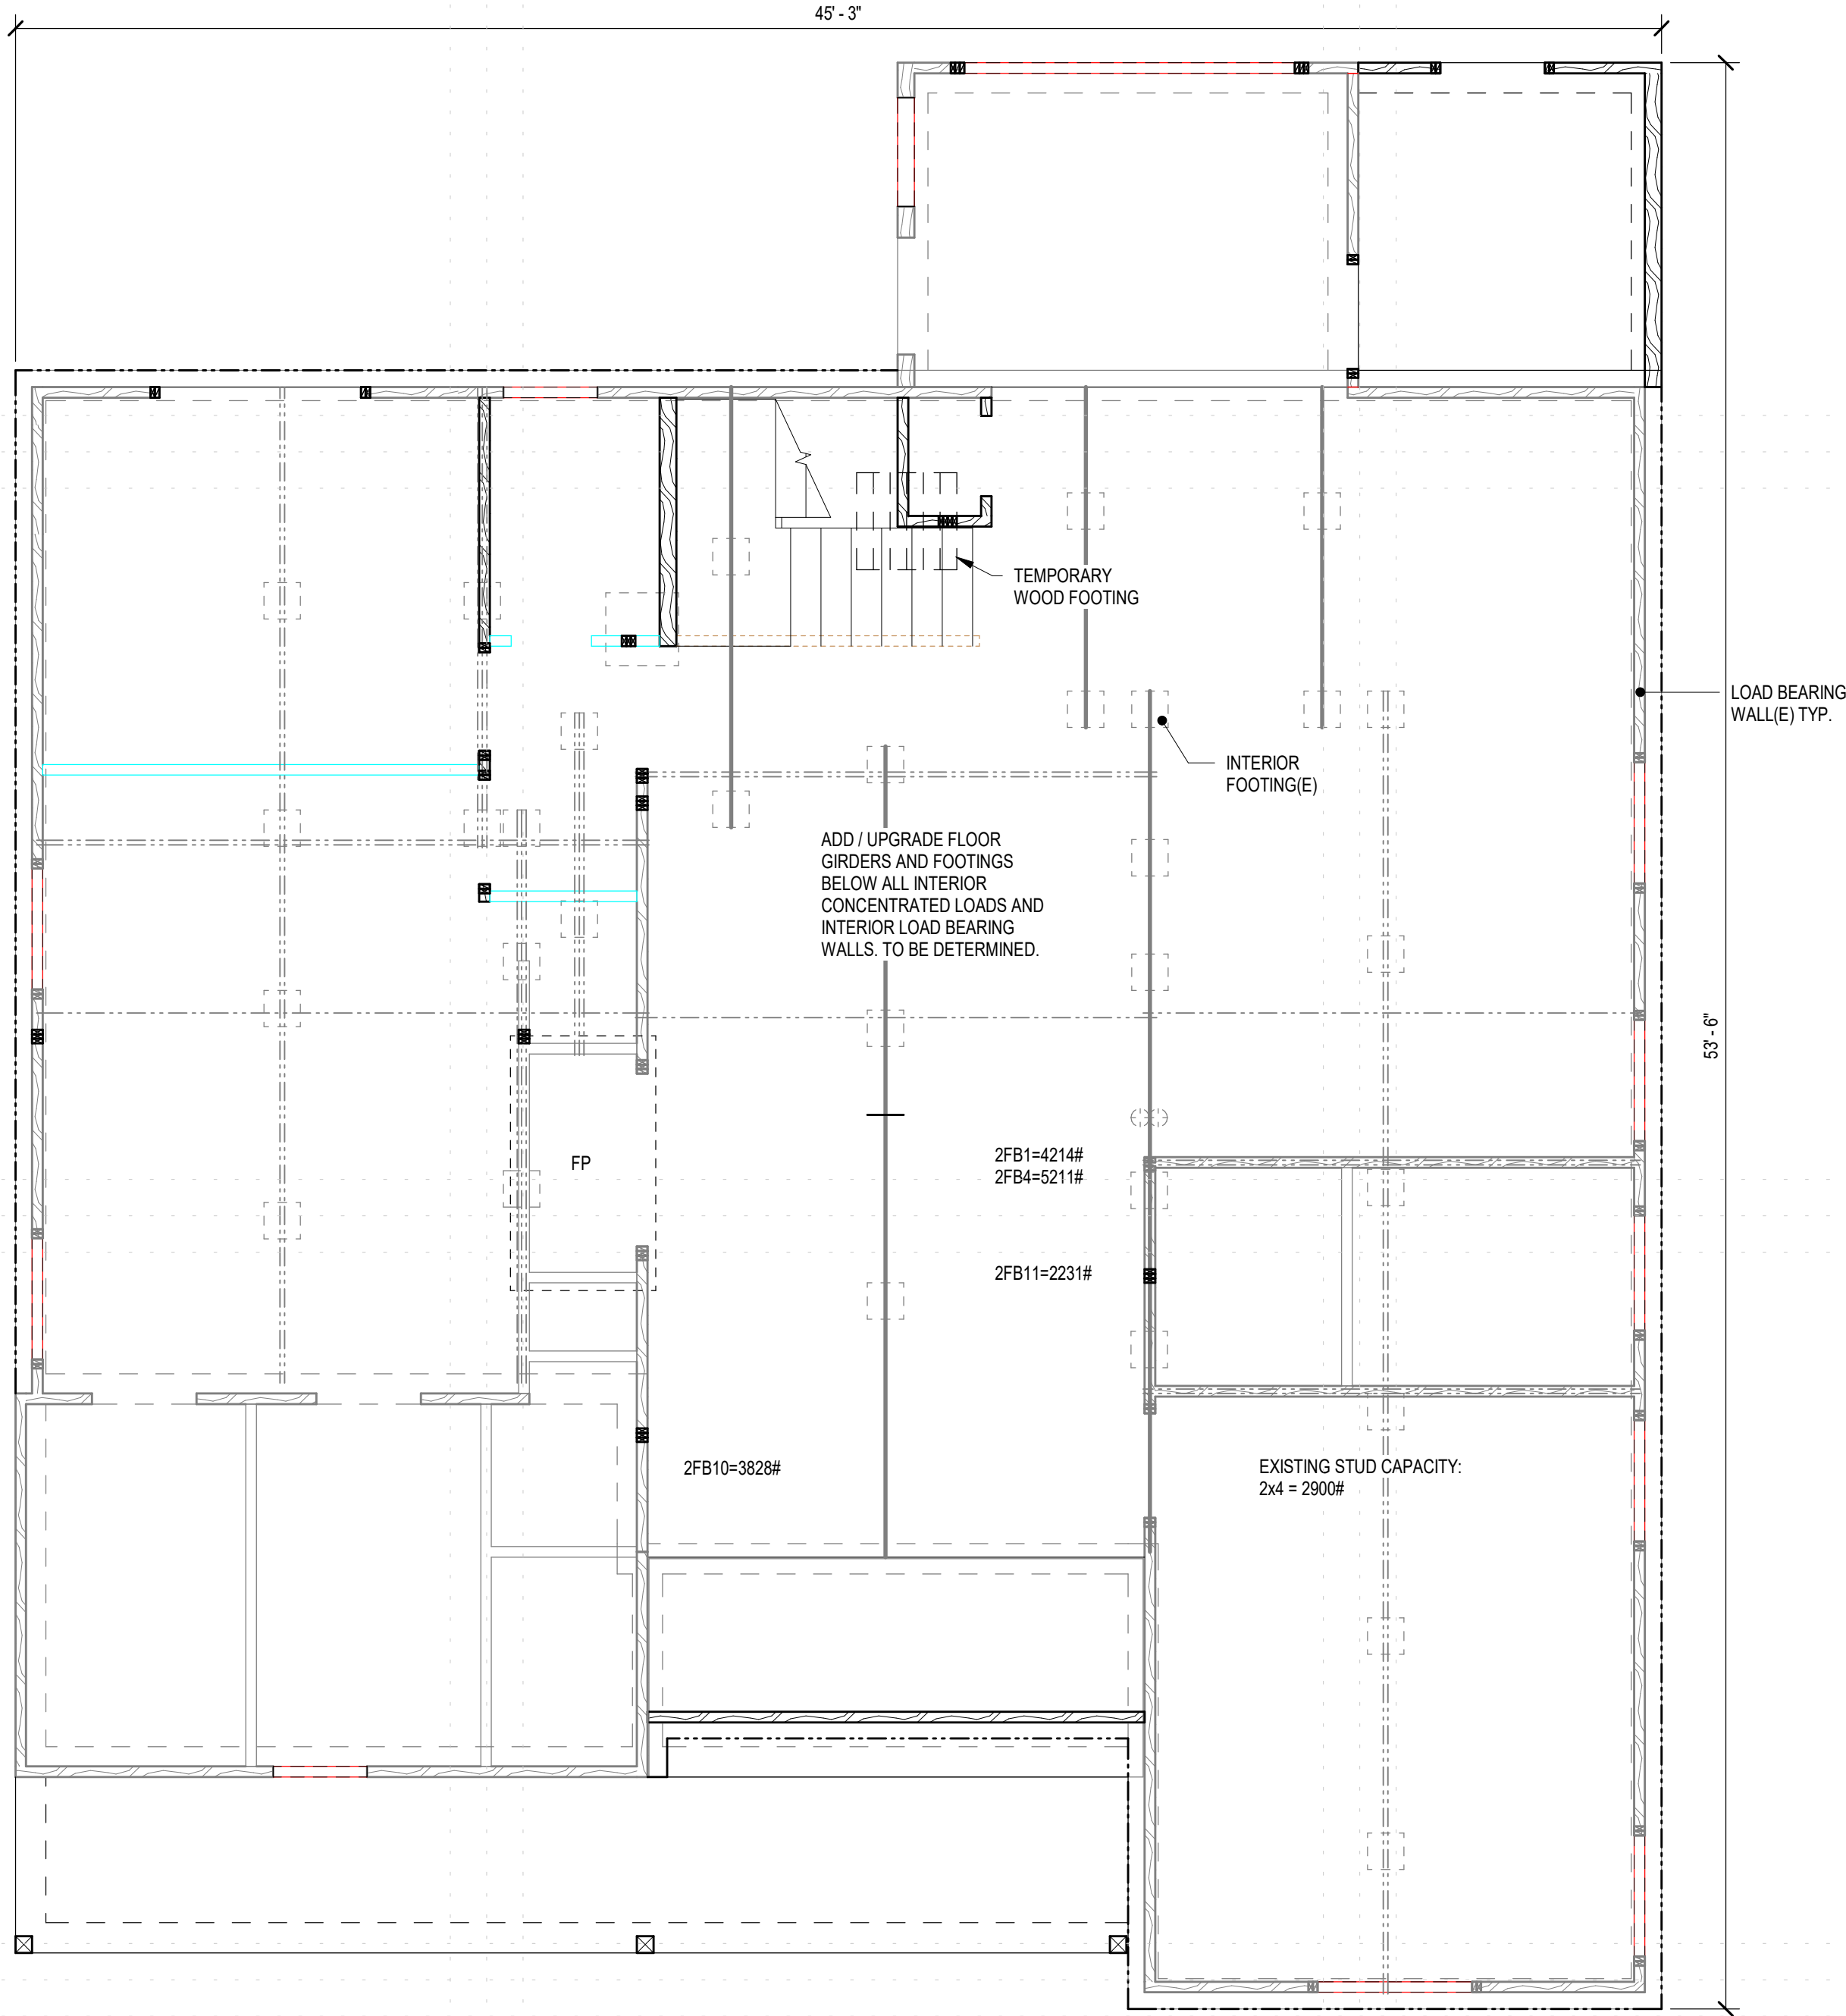 45' - 3"
TEMPORARY
WOOD FOOTING
LOAD BEARING
WALL(E) TYP.
INTERIOR
FOOTING(E)
ADD / UPGRADE FLOOR
GIRDERS AND FOOTINGS
BELOW ALL INTERIOR
CONCENTRATED LOADS AND
INTERIOR LOAD BEARING
WALLS. TO BE DETERMINED.
53' - 6"
FP
2FB1=4214#
2FB4=5211#
2FB11=2231#
2FB10=3828#
EXISTING STUD CAPACITY:
2x4 = 2900#